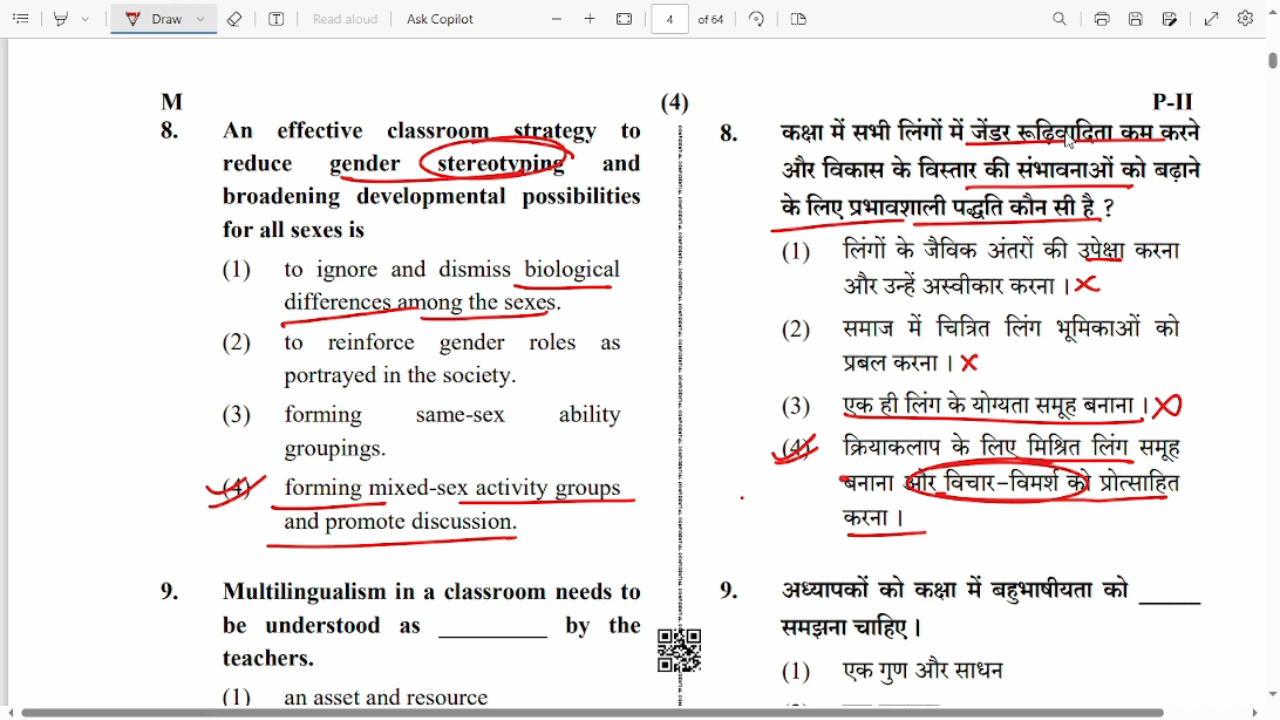 Draw
Read aloud
Ask Copilot
4
of 64
M
(4)
P-II
8. An effective classroom strategy to
reduce gender stereotyping and
broadening developmental possibilities
for all sexes is
(1) to ignore and dismiss biological
differences among the sexes.
(2) to reinforce gender roles as
portrayed in the society.
(3) forming same-sex ability
groupings.
(4) forming mixed-sex activity groups
and promote discussion.
9. Multilingualism in a classroom needs to
be understood as _________ by the
teachers.
(1) an asset and resource
8. कक्षा में सभी लिंगों में जेंडर रूढ़िवादिता कम करने
और विकास के विस्तार की संभावनाओं को बढ़ाने
के लिए प्रभावशाली पद्धति कौन सी है ?
(1) लिंगों के जैविक अंतरों की उपेक्षा करना
और उन्हें अस्वीकार करना ।
(2) समाज में चित्रित लिंग भूमिकाओं को
प्रबल करना ।
(3) एक ही लिंग के योग्यता समूह बनाना ।
(4) क्रियाकलाप के लिए मिश्रित लिंग समूह
बनाना और विचार-विमर्श को प्रोत्साहित
करना ।
9. अध्यापकों को कक्षा में बहुभाषीयता को _____
समझना चाहिए ।
(1) एक गुण और साधन